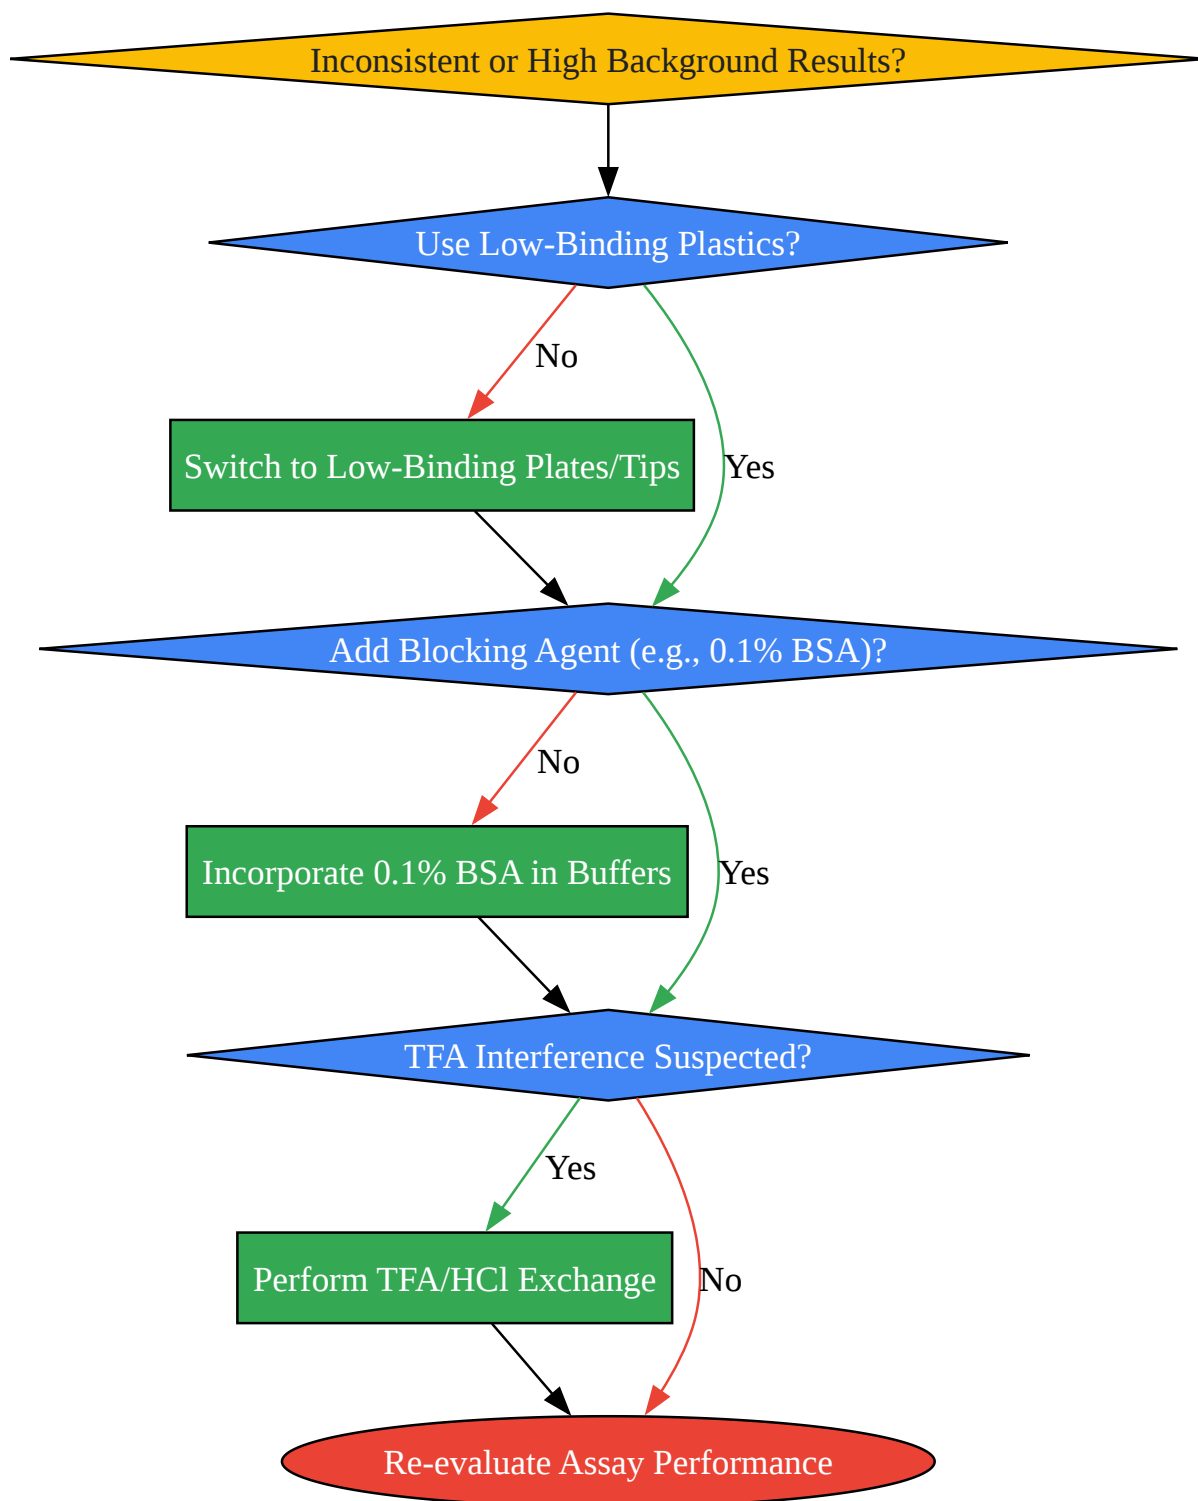 Inconsistent or High Background Results?
Use Low-Binding Plastics?
No
Switch to Low-Binding Plates/Tips
Yes
Add Blocking Agent (e.g., 0.1% BSA)?
No
Incorporate 0.1% BSA in Buffers
Yes
TFA Interference Suspected?
Yes
Perform TFA/HCl Exchange
No
Re-evaluate Assay Performance